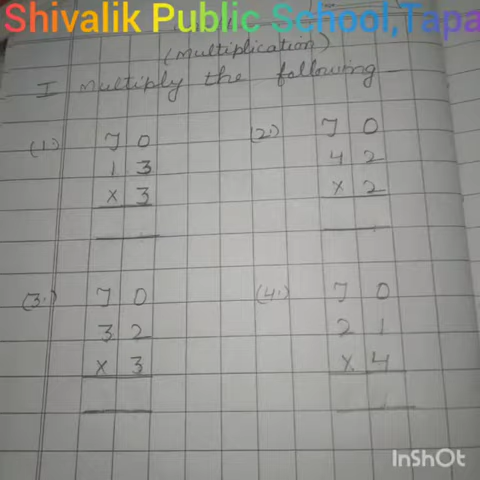 Shivalik Public School,Tapa
(Multiplication)
I Multiply the following-
(1.) T O (2.) T O
1 3 4 2
x 3 x 2
(3.) T O (4.) T O
3 2 2 1
x 3 x 4
InShOt